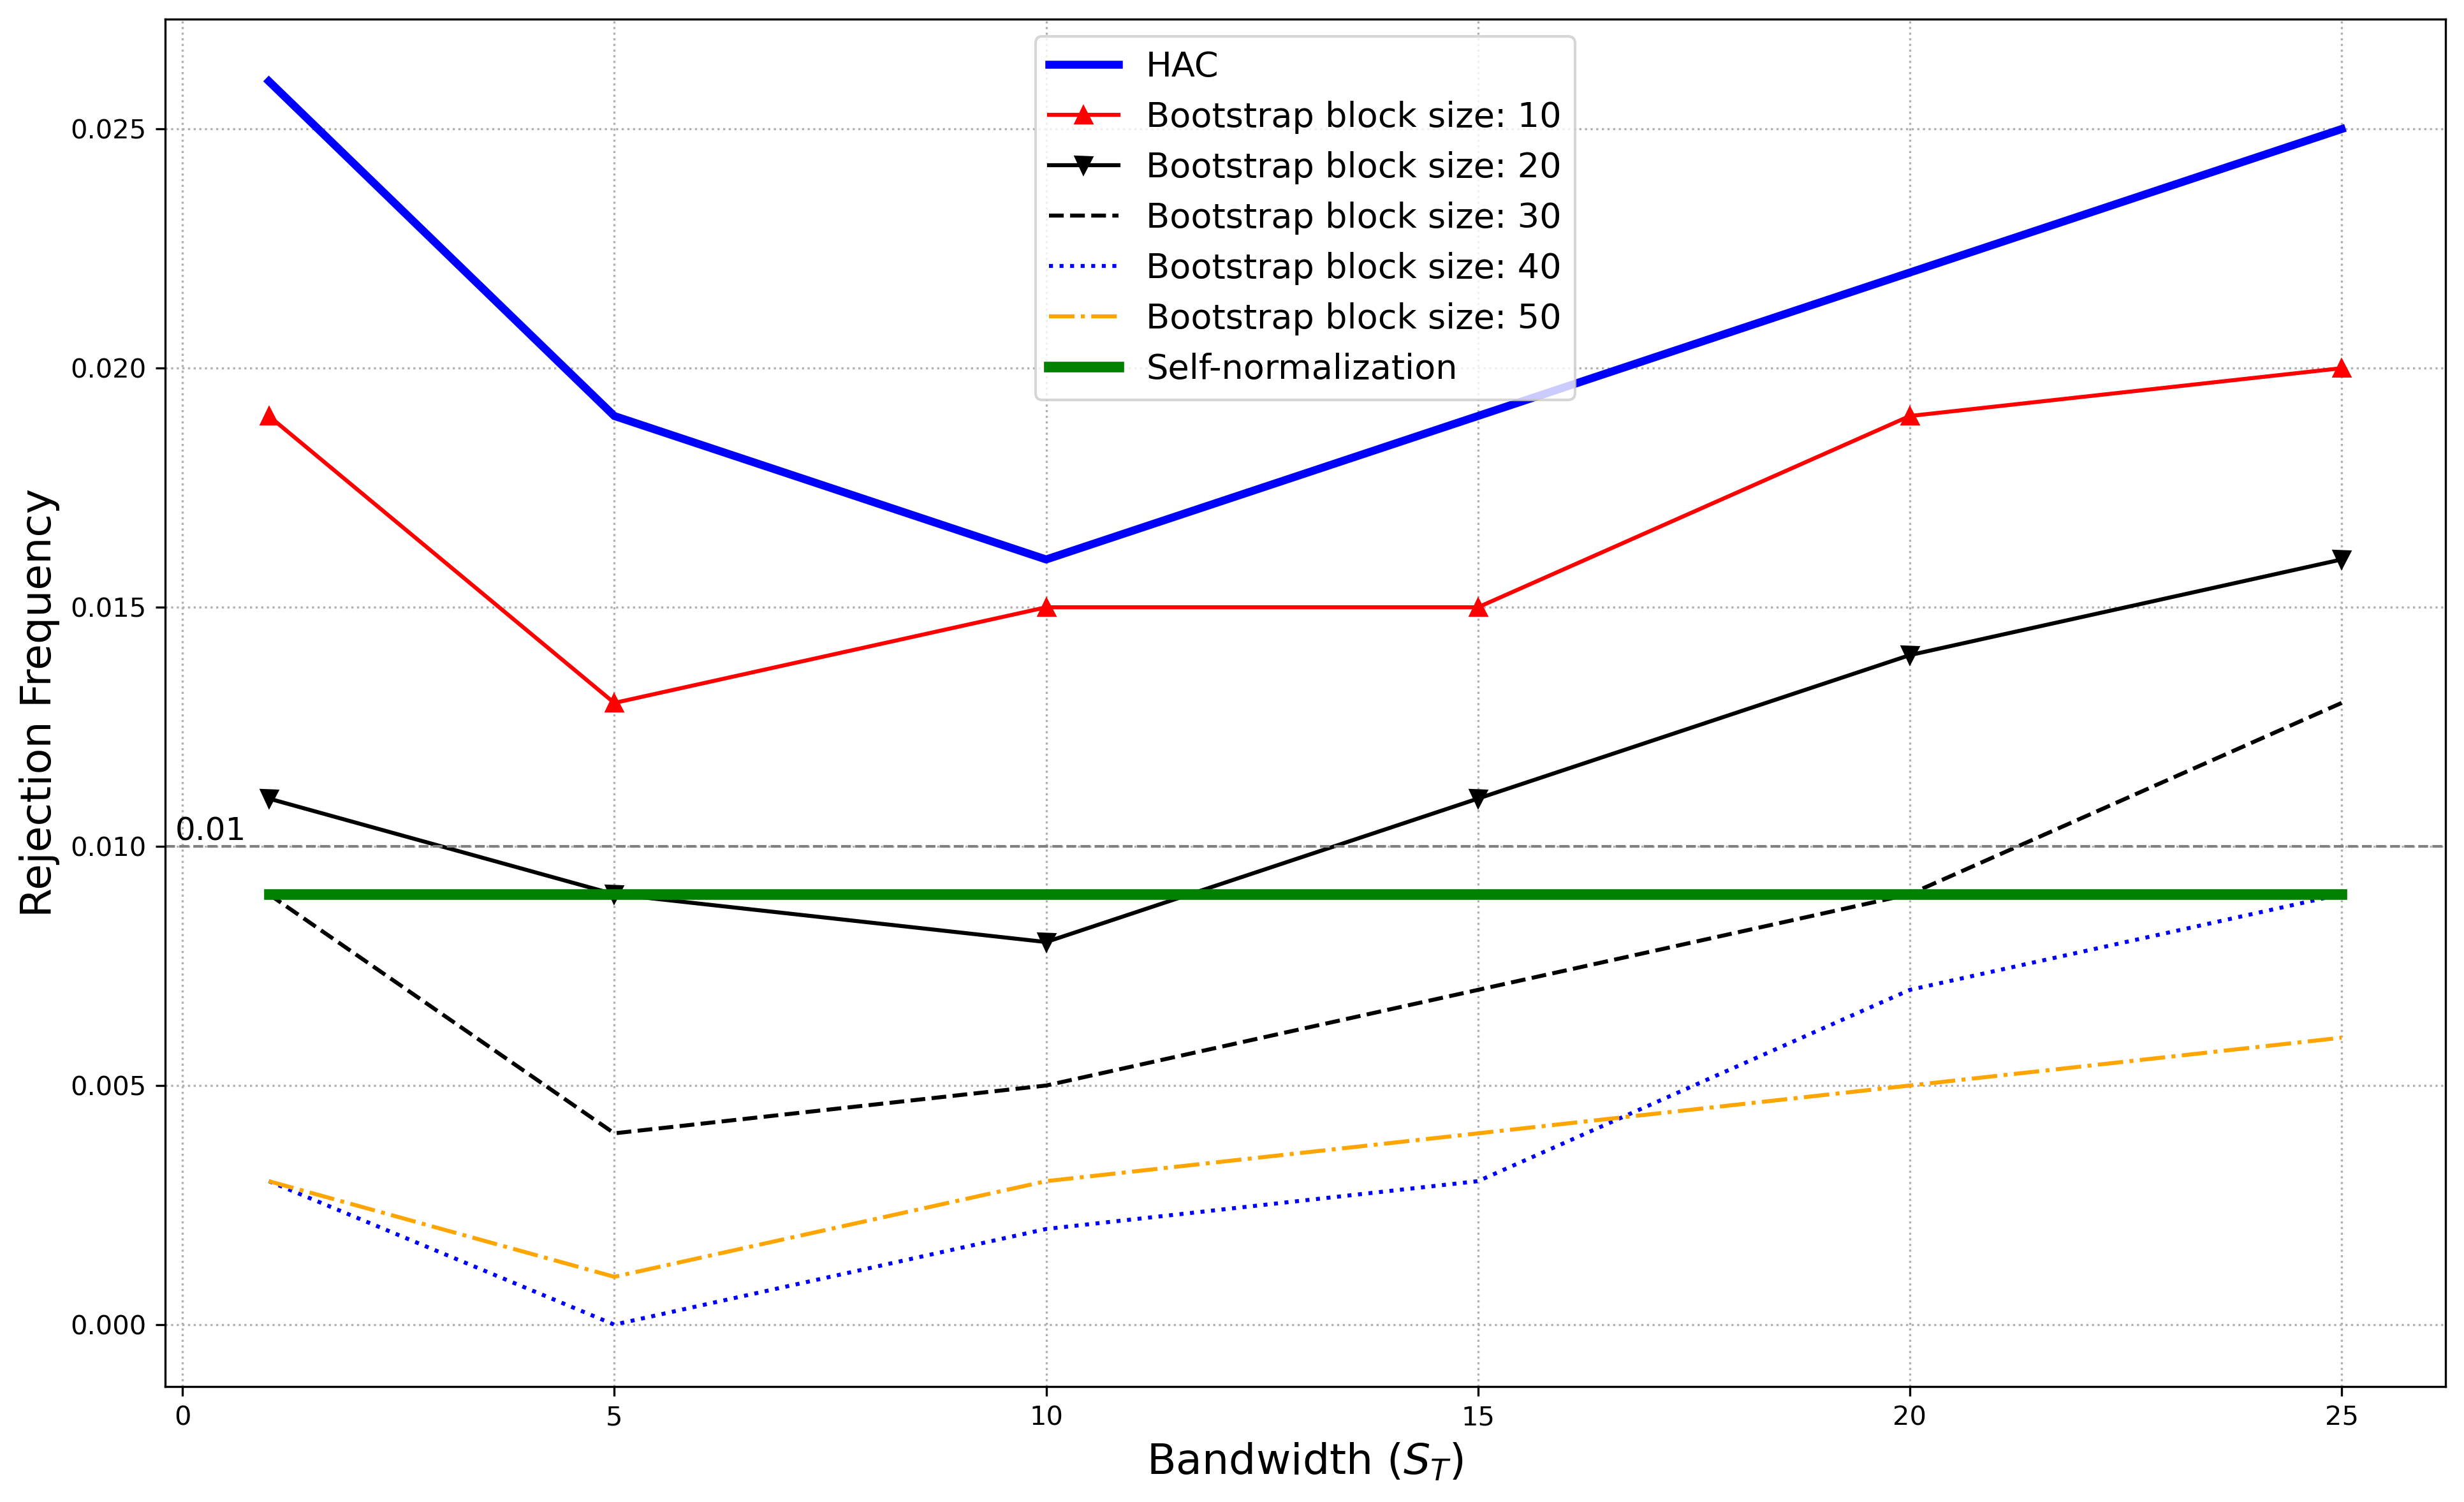 HAC
Bootstrap block size: 10
Bootstrap block size: 20
Bootstrap block size: 30
Bootstrap block size: 40
Bootstrap block size: 50
Self-normalization
Rejection Frequency
0.025
0.020
0.015
0.010
0.005
0.000
0.01
0 5 10 15 20 25
Bandwidth ($S_T$)